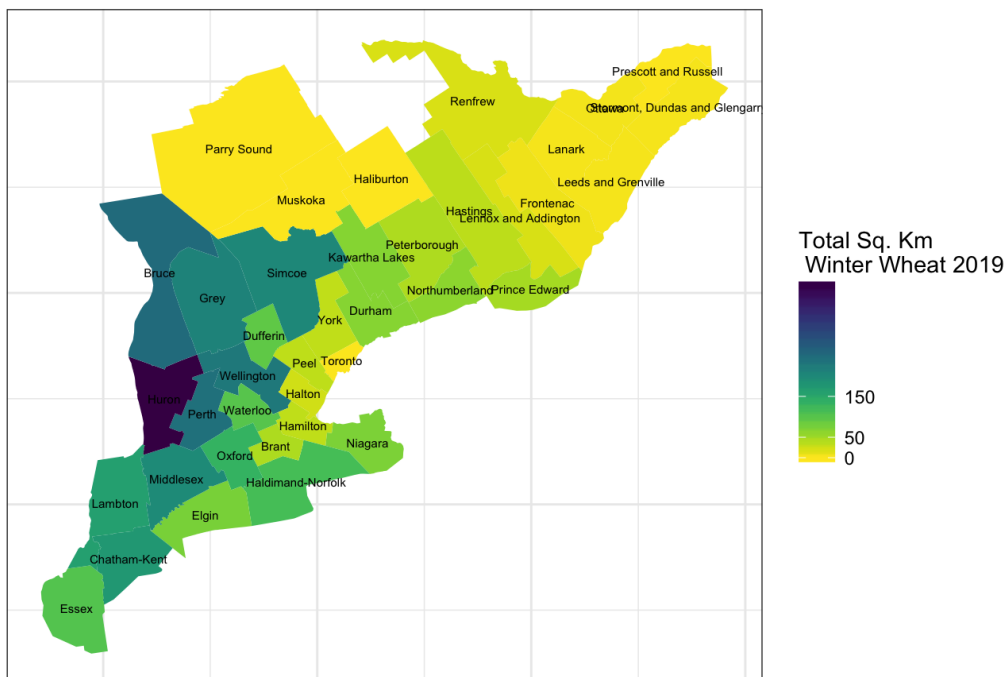 Prescott and Russell
Renfrew
Ottawa
Stormont, Dundas and Glengarry
Parry Sound
Lanark
Haliburton
Leeds and Grenville
Muskoka
Frontenac
Hastings
Lennox and Addington
Peterborough
Kawartha Lakes
Bruce
Simcoe
Grey
Northumberland
Prince Edward
Durham
York
Dufferin
Peel
Toronto
Wellington
Halton
Huron
Perth
Waterloo
Hamilton
Niagara
Brant
Oxford
Middlesex
Haldimand-Norfolk
Lambton
Elgin
Chatham-Kent
Essex
Total Sq. Km
Winter Wheat 2019
150
50
0